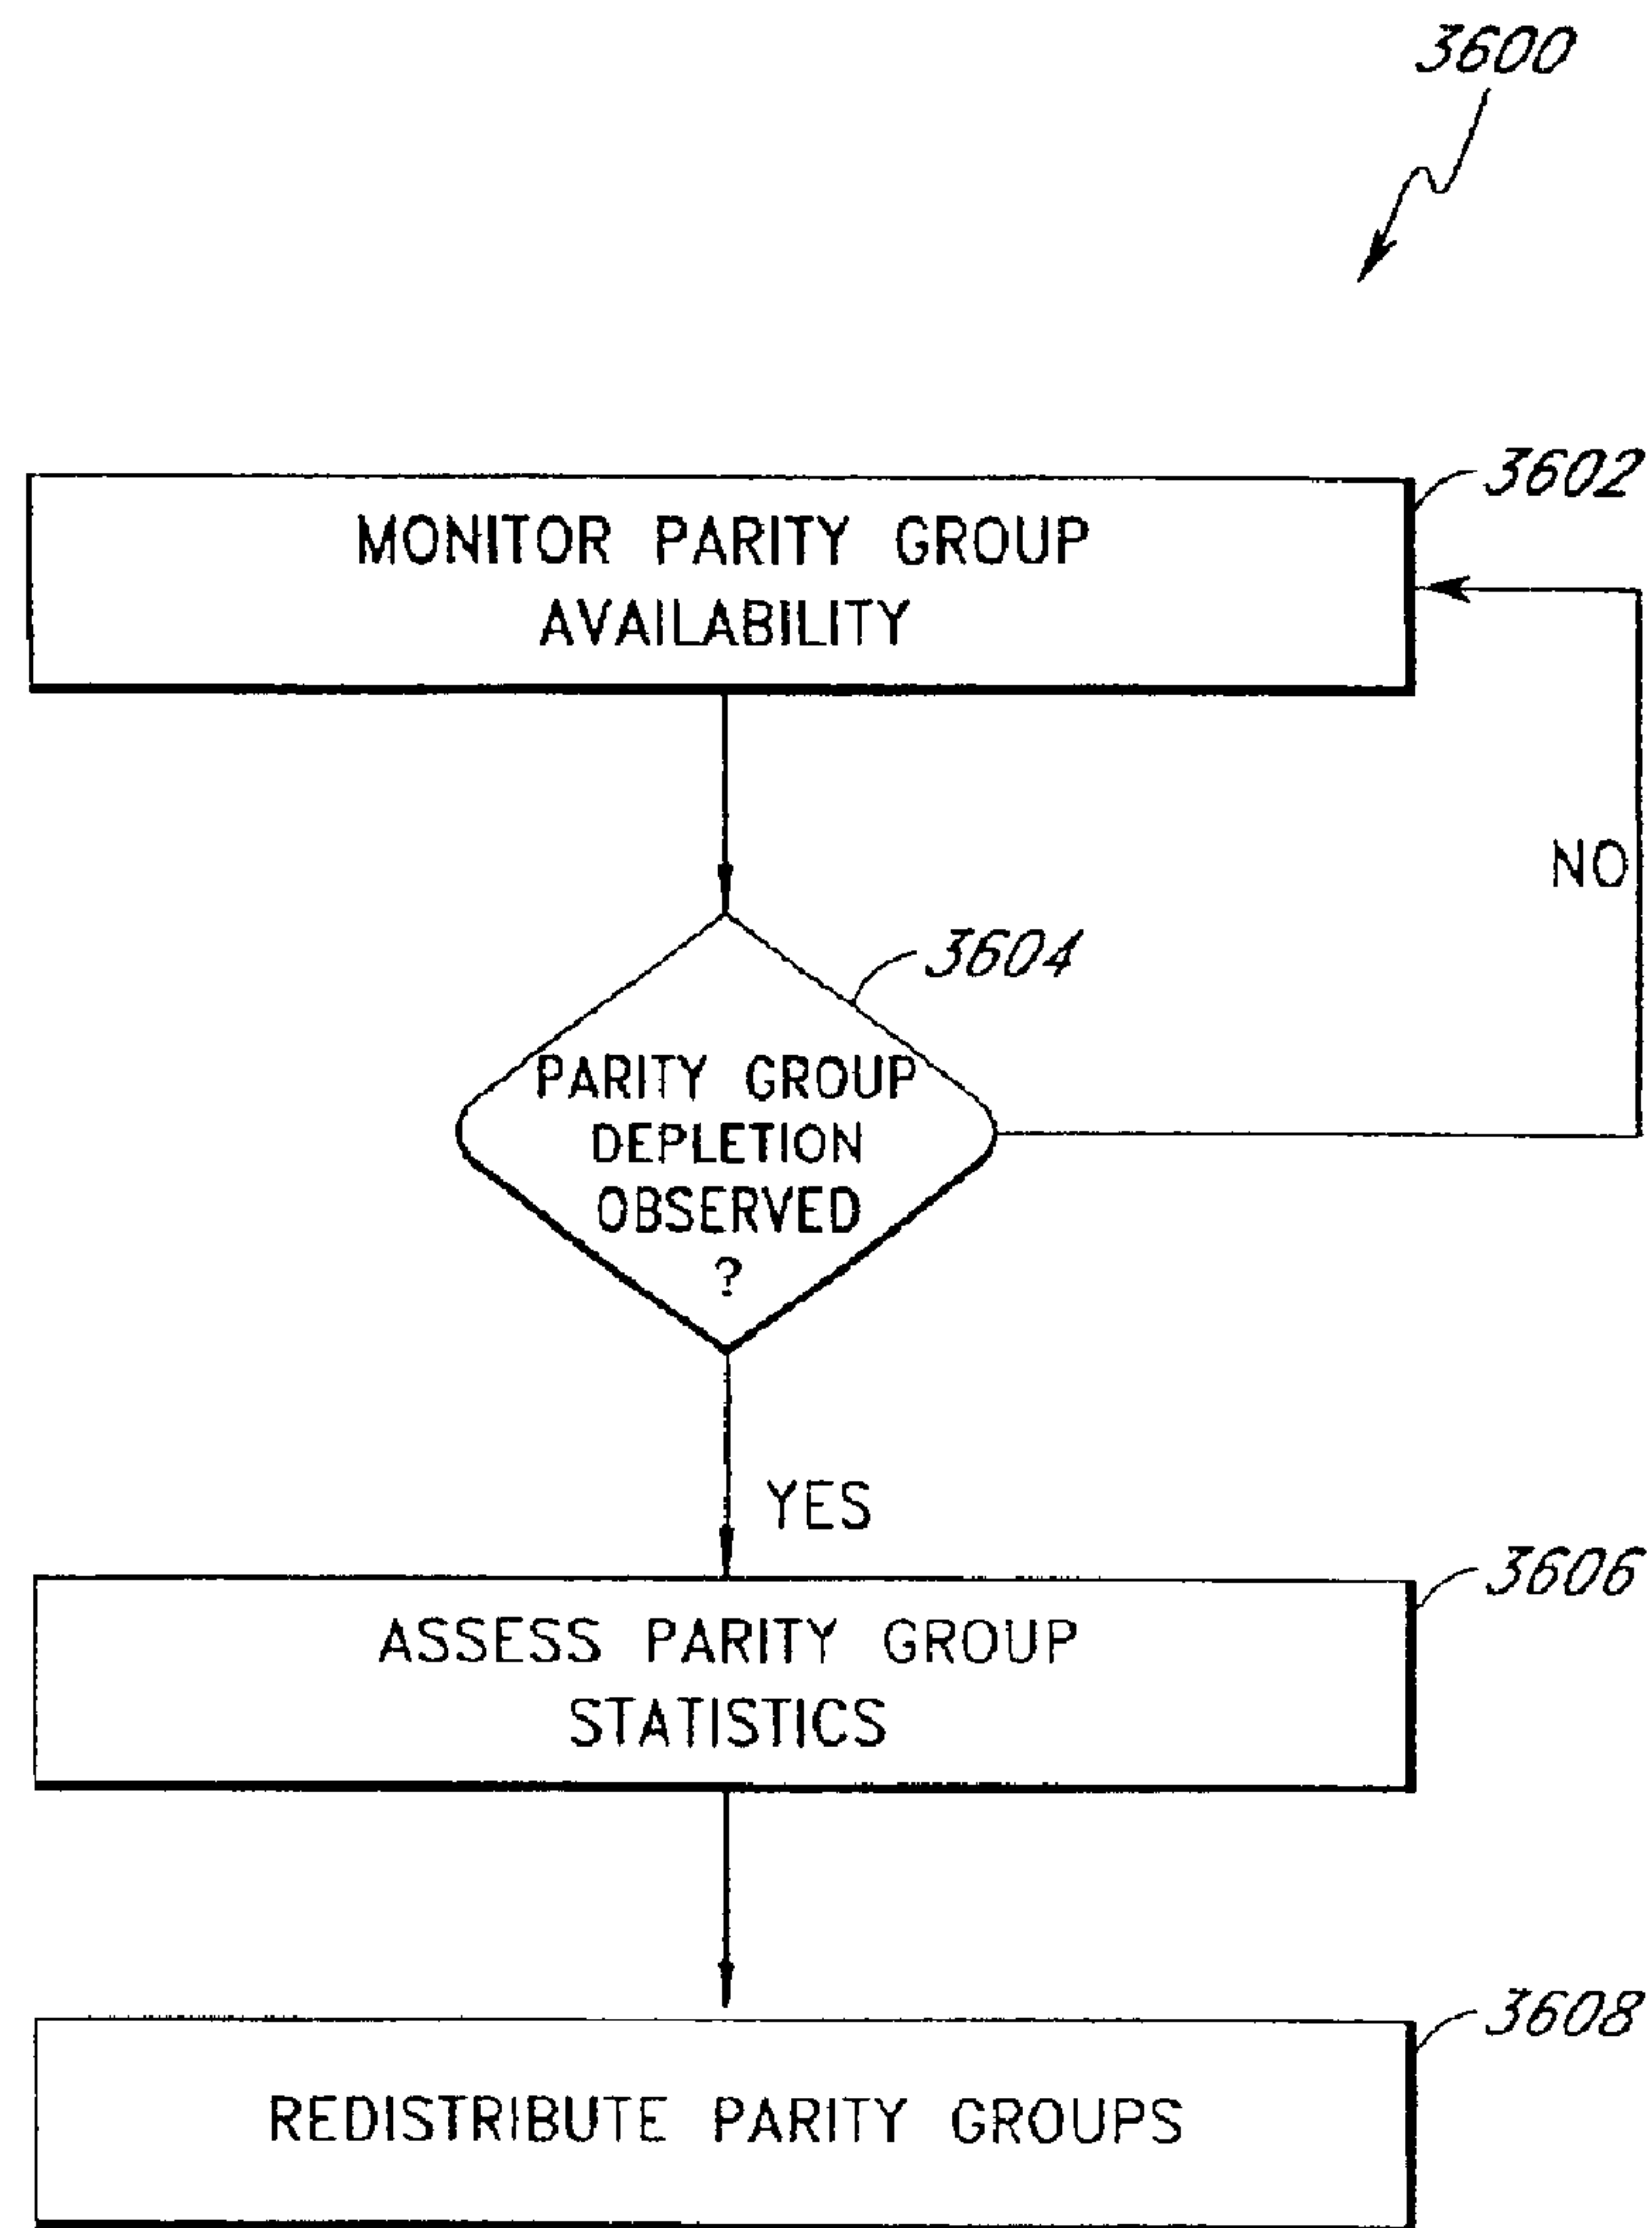 3600
3602
MONITOR PARITY GROUP
AVAILABILITY
NO
3604
PARITY GROUP
DEPLETION
OBSERVED
?
YES
3606
ASSESS PARITY GROUP
STATISTICS
3608
REDISTRIBUTE PARITY GROUPS